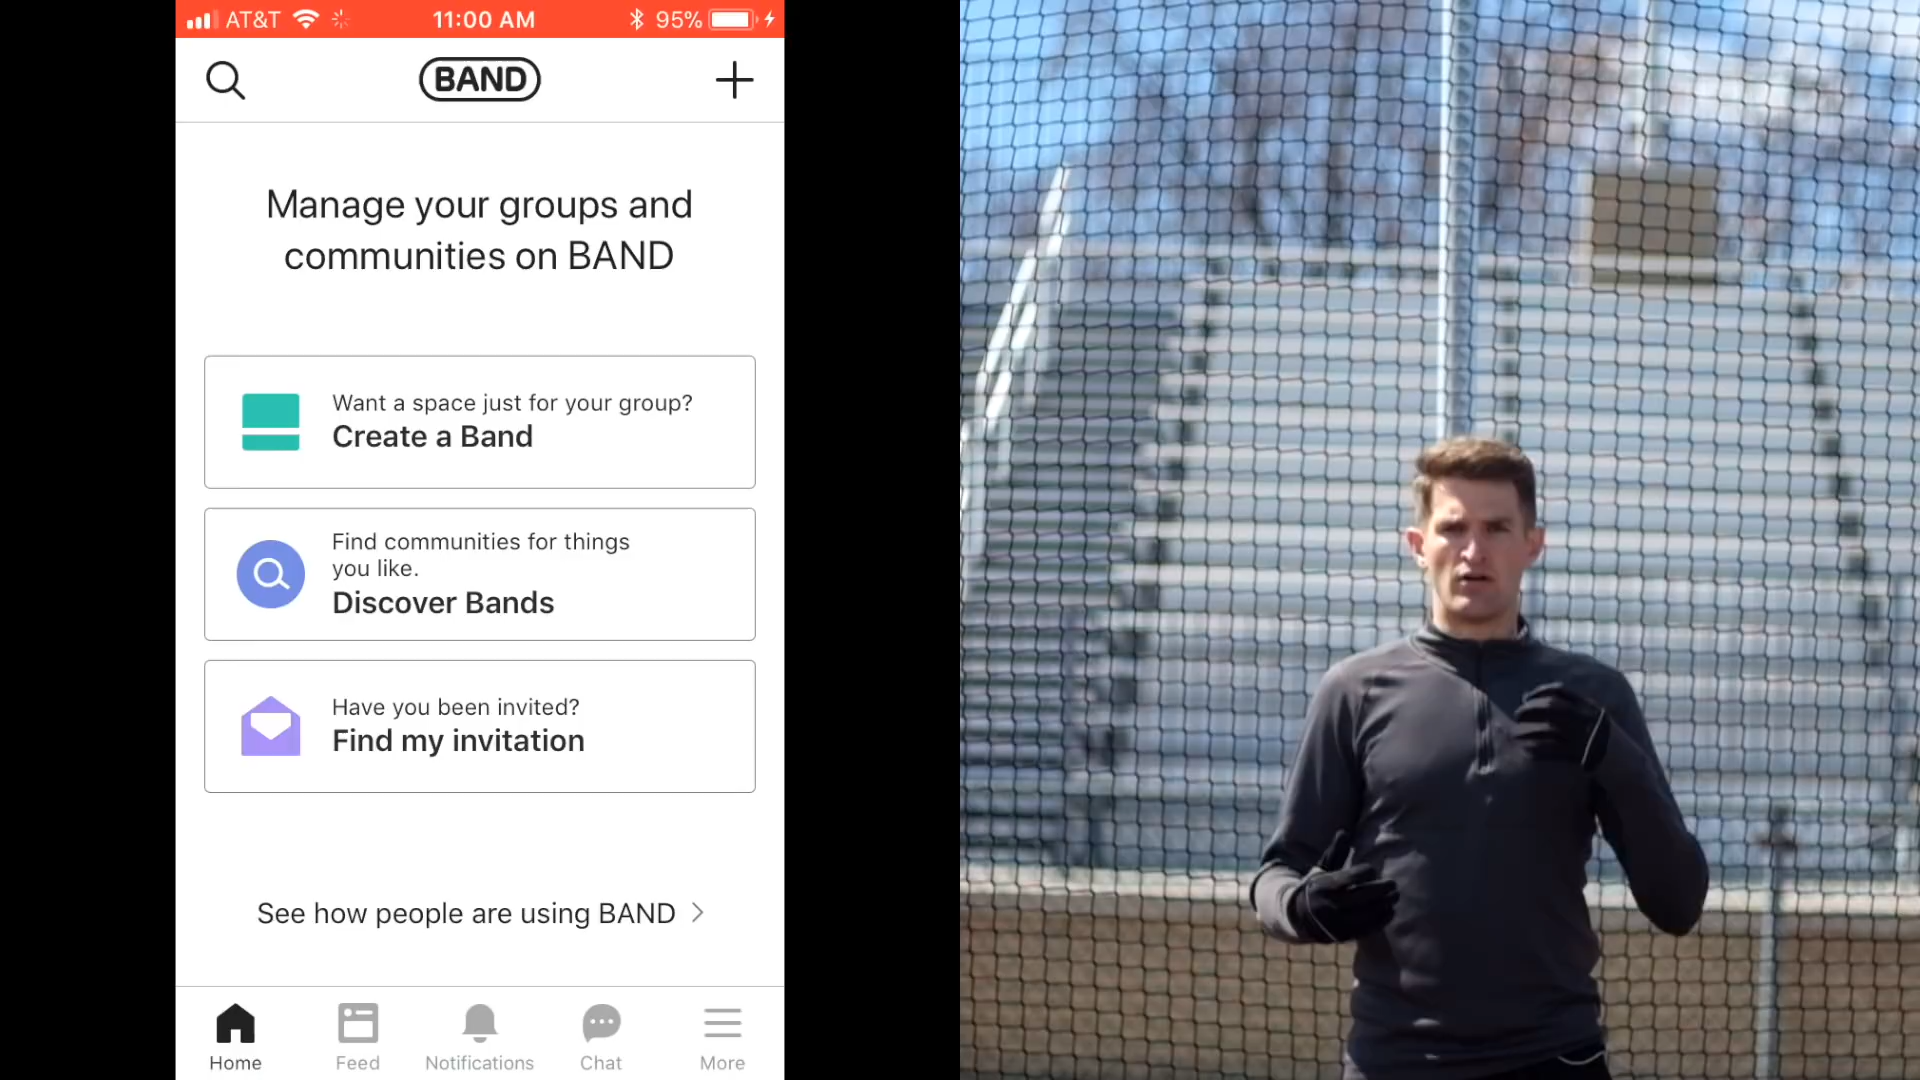 AT&T 11:00 AM 95%
BAND
Manage your groups and
communities on BAND
Want a space just for your group?
Create a Band
Find communities for things
you like.
Discover Bands
Have you been invited?
Find my invitation
See how people are using BAND
Home Feed Notifications Chat More